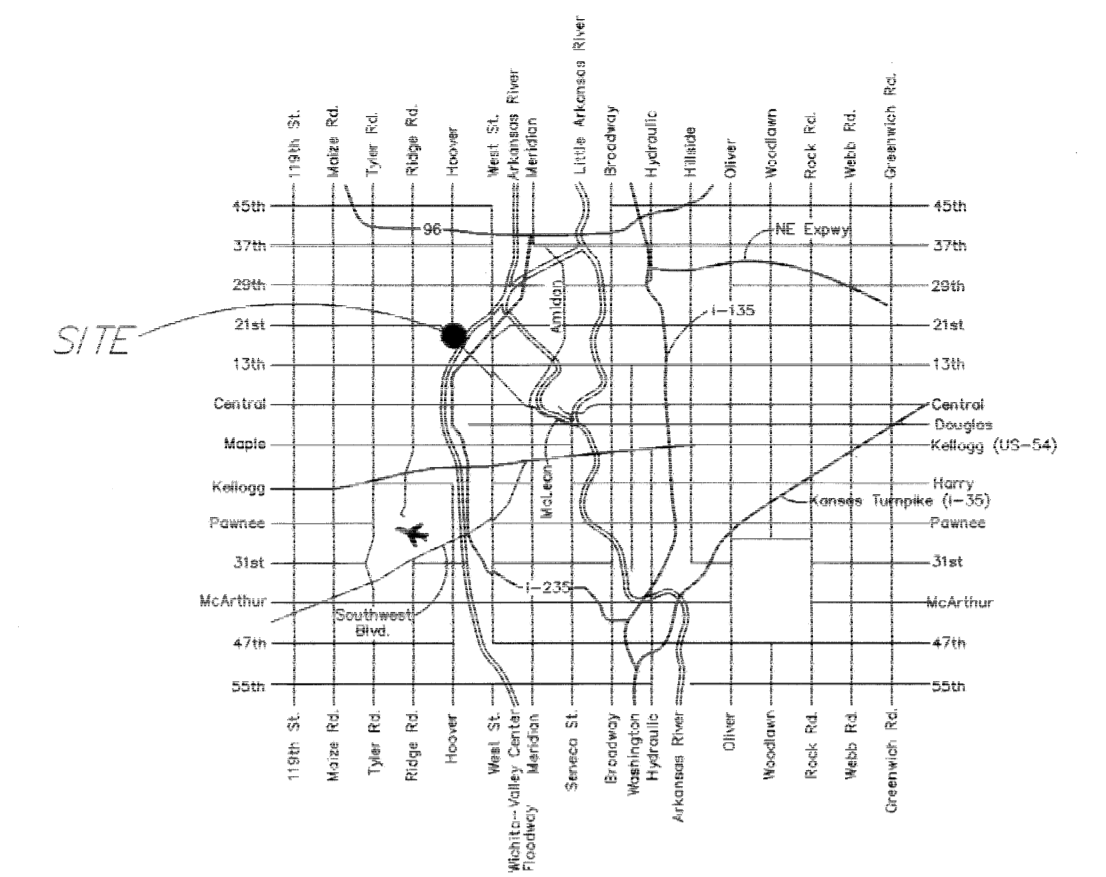 119th St.
Maize Rd.
Tyler Rd.
Ridge Rd.
Hoover
West St.
Arkansas River
Meridian
Little Arkansas River
Broadway
Hydraulic
Hillside
Oliver
Woodlawn
Rock Rd.
Webb Rd.
Greenwich Rd.
45th
45th
96
NE Expwy
37th
37th
29th
29th
Amidan
i-135
21st
21st
SITE
13th
13th
Central
Central
Douglas
Maple
Kellogg (US-54)
McLean
Kellogg
Harry
Kansas Turnpike (i-35)
Pawnee
Pawnee
31st
31st
i-235
McArthur
McArthur
Southwest
Blvd.
47th
47th
55th
55th
119th St.
Maize Rd.
Tyler Rd.
Ridge Rd.
Hoover
West St.
Wichita-Valley Center
Floodway
Meridian
Seneca St.
Broadway
Washington
Hydraulic
Arkansas River
Oliver
Woodlawn
Rock Rd.
Webb Rd.
Greenwich Rd.